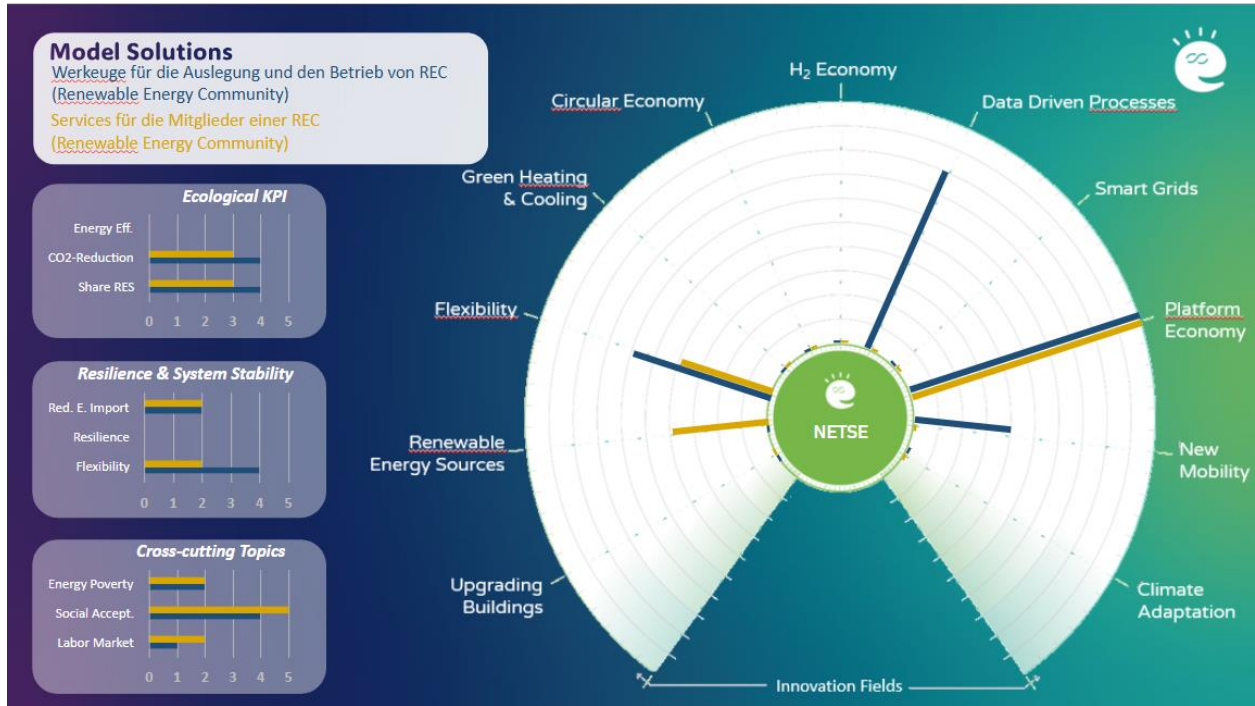 Model Solutions
Werkeuge für die Auslegung und den Betrieb von REC
(Renewable Energy Community)
Services für die Mitglieder einer REC
(Renewable Energy Community)
Ecological KPI
Energy Eff.
CO2-Reduction
Share RES
0 1 2 3 4 5
Resilience & System Stability
Red. E. Import
Resilience
Flexibility
0 1 2 3 4 5
Cross-cutting Topics
Energy Poverty
Social Accept.
Labor Market
0 1 2 3 4 5
H₂ Economy
Circular Economy
Data Driven Processes
Green Heating
& Cooling
Smart Grids
Flexibility
Platform
Economy
Renewable
Energy Sources
New
Mobility
Upgrading
Buildings
Climate
Adaptation
NETSE
Innovation Fields